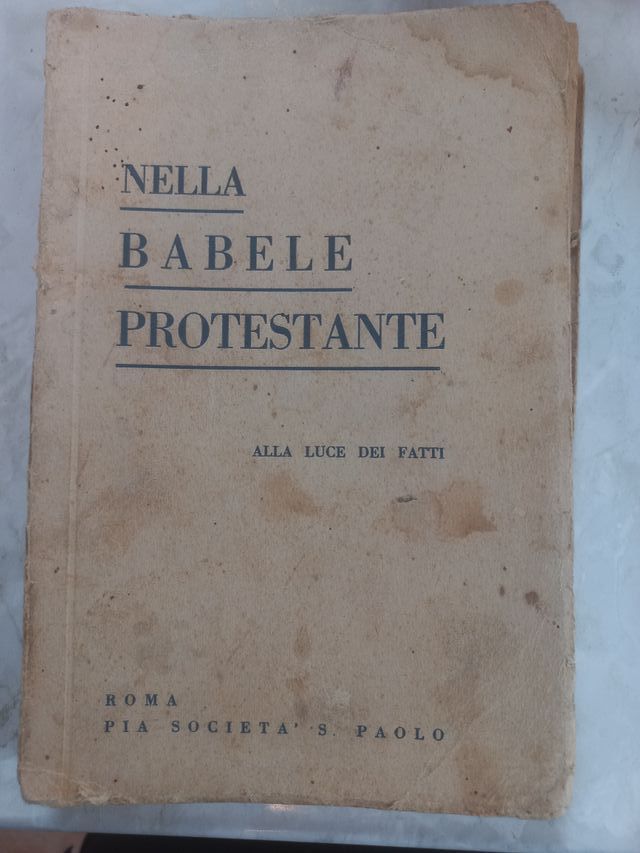 NELLA
BABELE
PROTESTANTE
ALLA LUCE DEI FATTI
ROMA
PIA SOCIETA' S. PAOLO